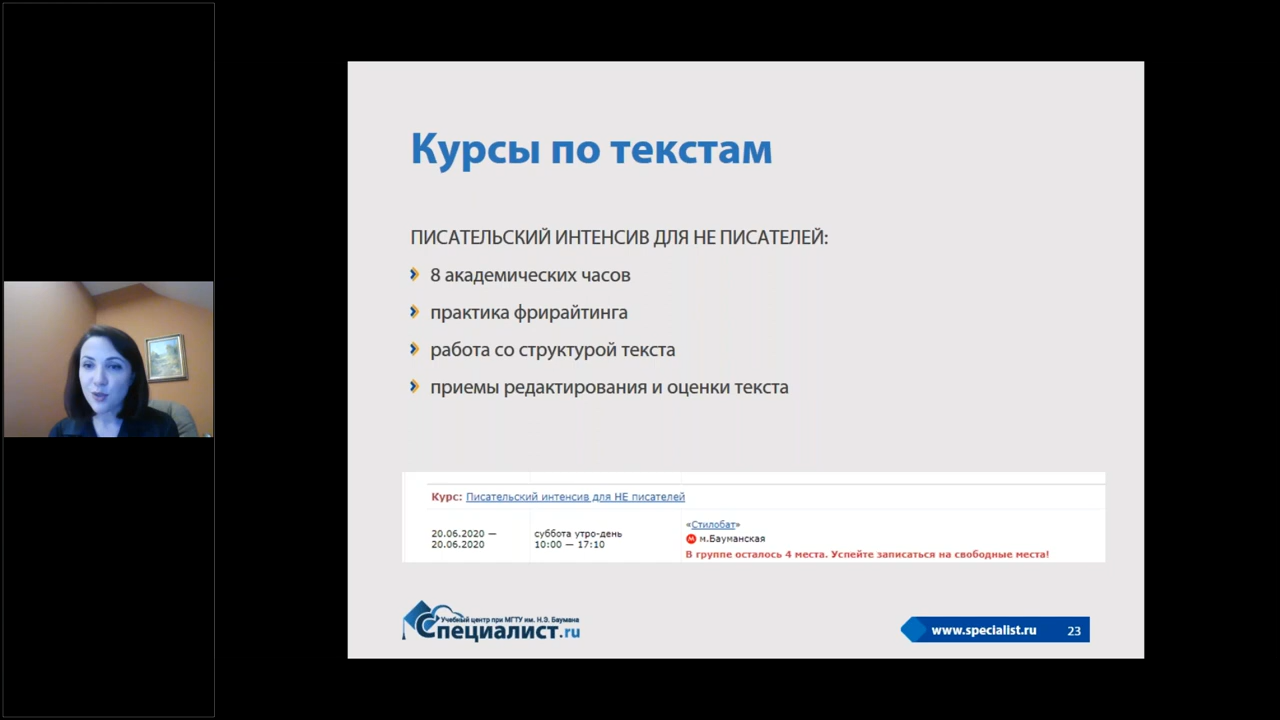 Курсы по текстам
ПИСАТЕЛЬСКИЙ ИНТЕНСИВ ДЛЯ НЕ ПИСАТЕЛЕЙ:
8 академических часов
практика фрирайтинга
работа со структурой текста
приемы редактирования и оценки текста
Курс: Писательский интенсив для НЕ писателей
20.06.2020 —
20.06.2020
суббота утро-день
10:00 — 17:10
«Стилобат»
М м.Бауманская
В группе осталось 4 места. Успейте записаться на свободные места!
Учебный центр при МГТУ им. Н.Э. Баумана
Специалист.ru
www.specialist.ru 23